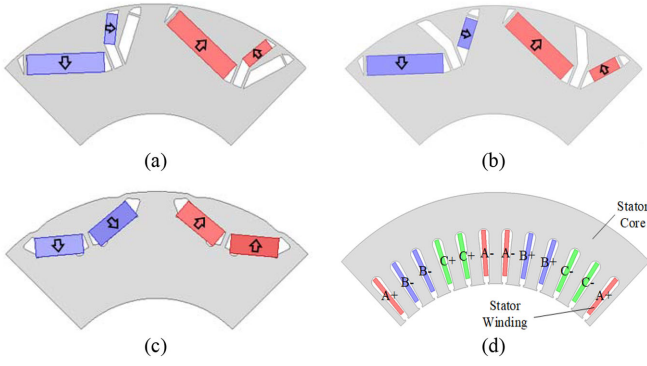 (a)
(b)
(c)
Stator
Core
A+
B-
B-
C+
C+
A-
A-
B+
B+
C-
C-
A+
Stator
Winding
(d)